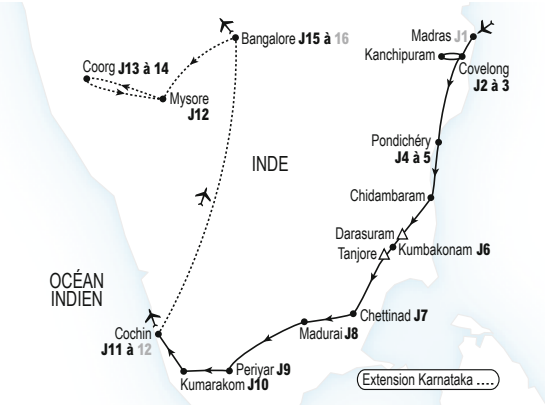 Madras J1
Bangalore J15 à 16
Kanchipuram
Covelong
J2 à 3
Coorg J13 à 14
Mysore
J12
Pondichéry
J4 à 5
INDE
Chidambaram
Darasuram
Kumbakonam J6
Tanjore
OCÉAN
INDIEN
Chettinad J7
Cochin
J11 à 12
Madurai J8
Periyar J9
Kumarakom J10
Extension Karnataka ....